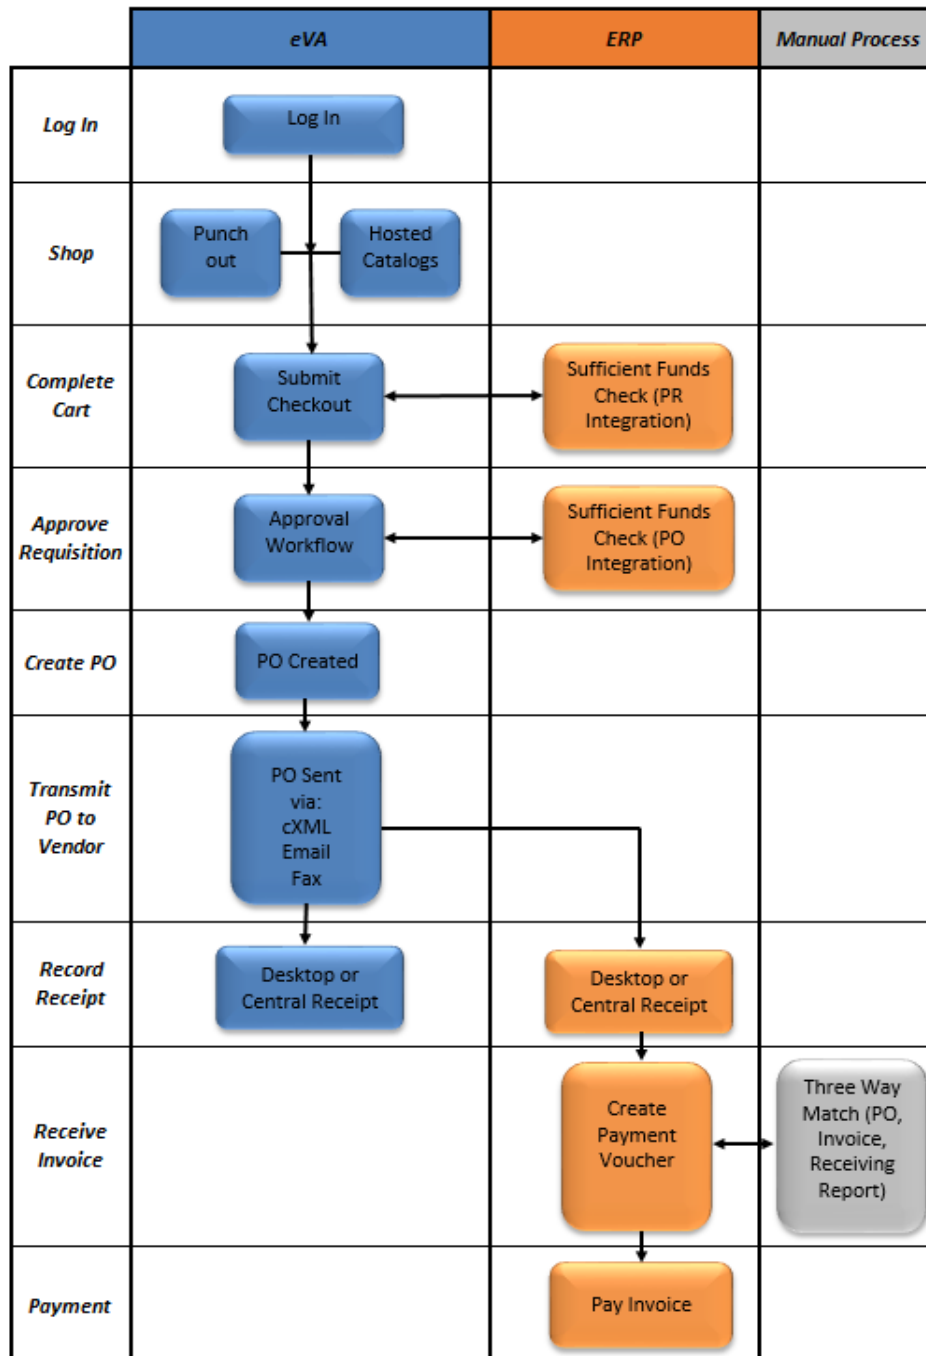 eVA
ERP
Manual Process
Log In
Log In
Shop
Punch
out
Hosted
Catalogs
Complete
Cart
Submit
Checkout
Sufficient Funds
Check (PR
Integration)
Approve
Requisition
Approval
Workflow
Sufficient Funds
Check (PO
Integration)
Create PO
PO Created
Transmit
PO to
Vendor
PO Sent
via:
cXML
Email
Fax
Record
Receipt
Desktop or
Central Receipt
Desktop or
Central Receipt
Receive
Invoice
Create
Payment
Voucher
Three Way
Match (PO,
Invoice,
Receiving
Report)
Payment
Pay Invoice